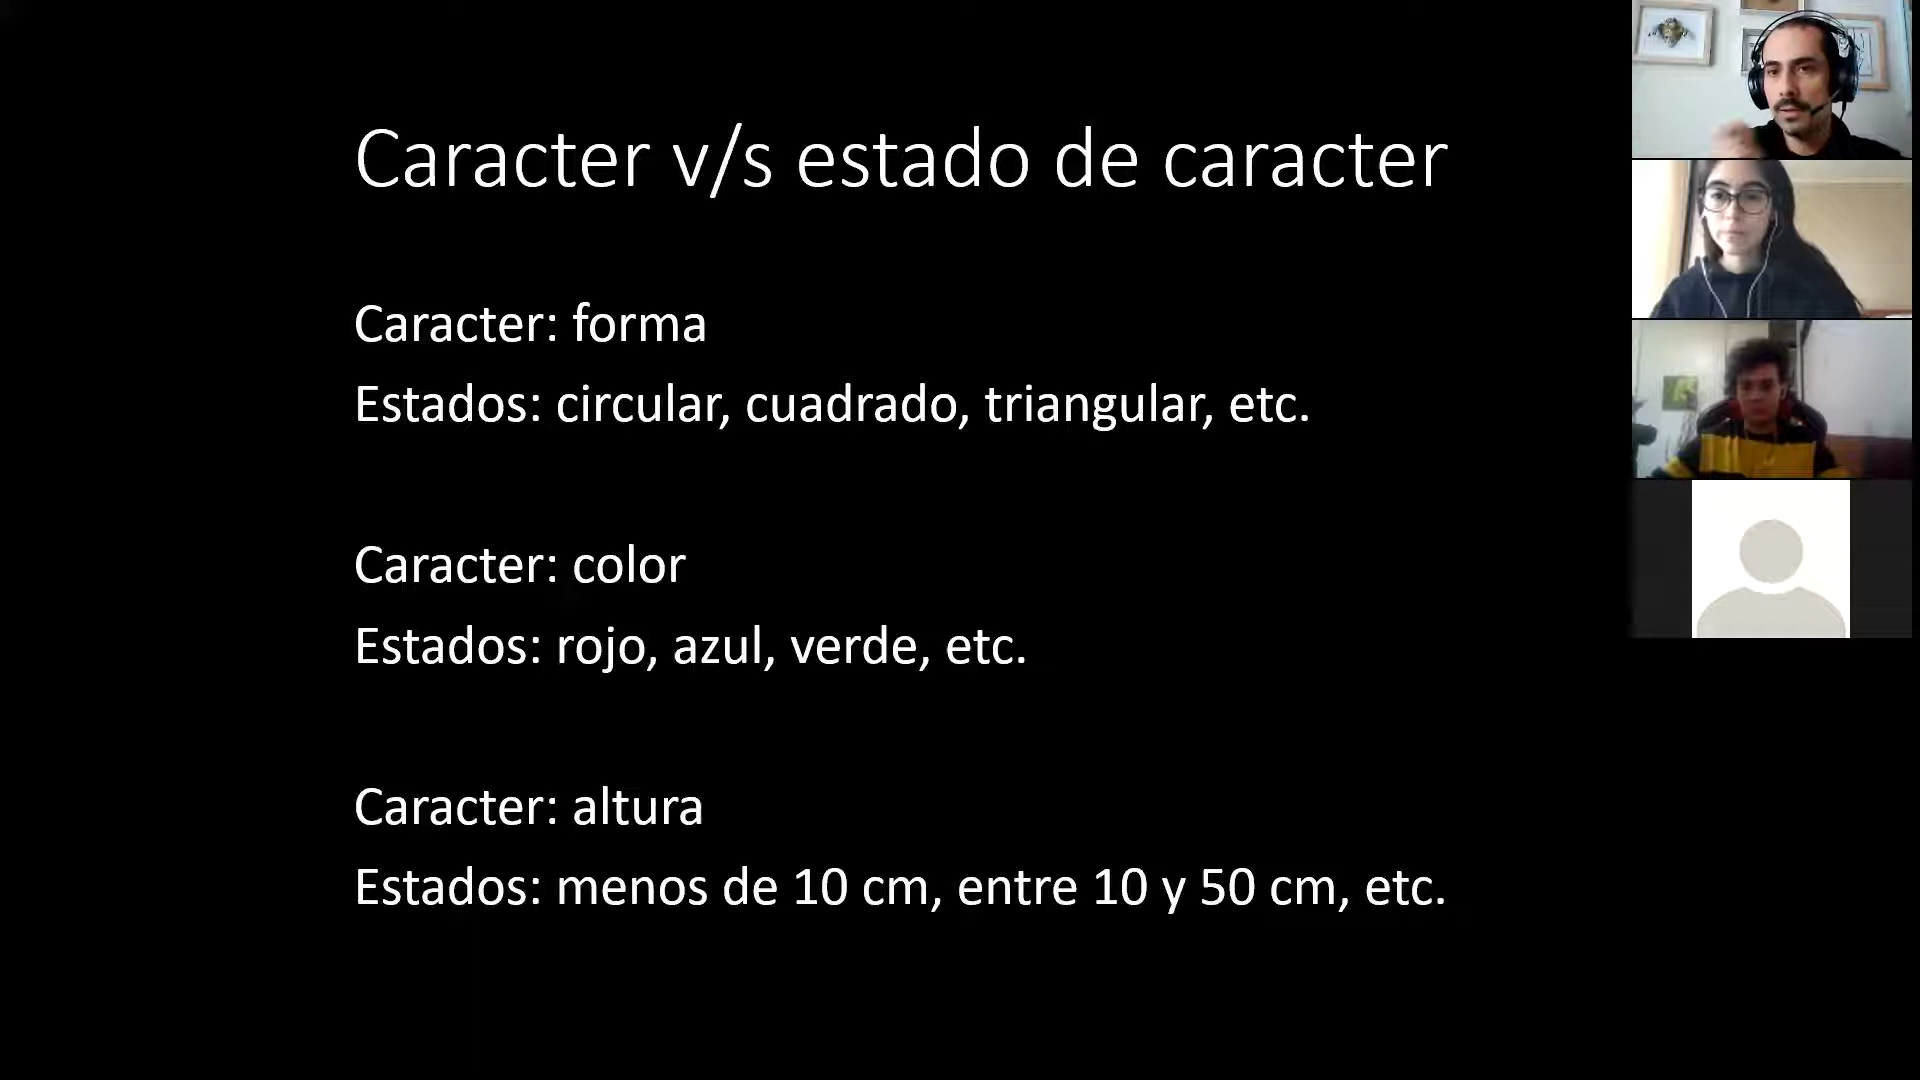 Caracter v/s estado de caracter
Caracter: forma
Estados: circular, cuadrado, triangular, etc.
Caracter: color
Estados: rojo, azul, verde, etc.
Caracter: altura
Estados: menos de 10 cm, entre 10 y 50 cm, etc.